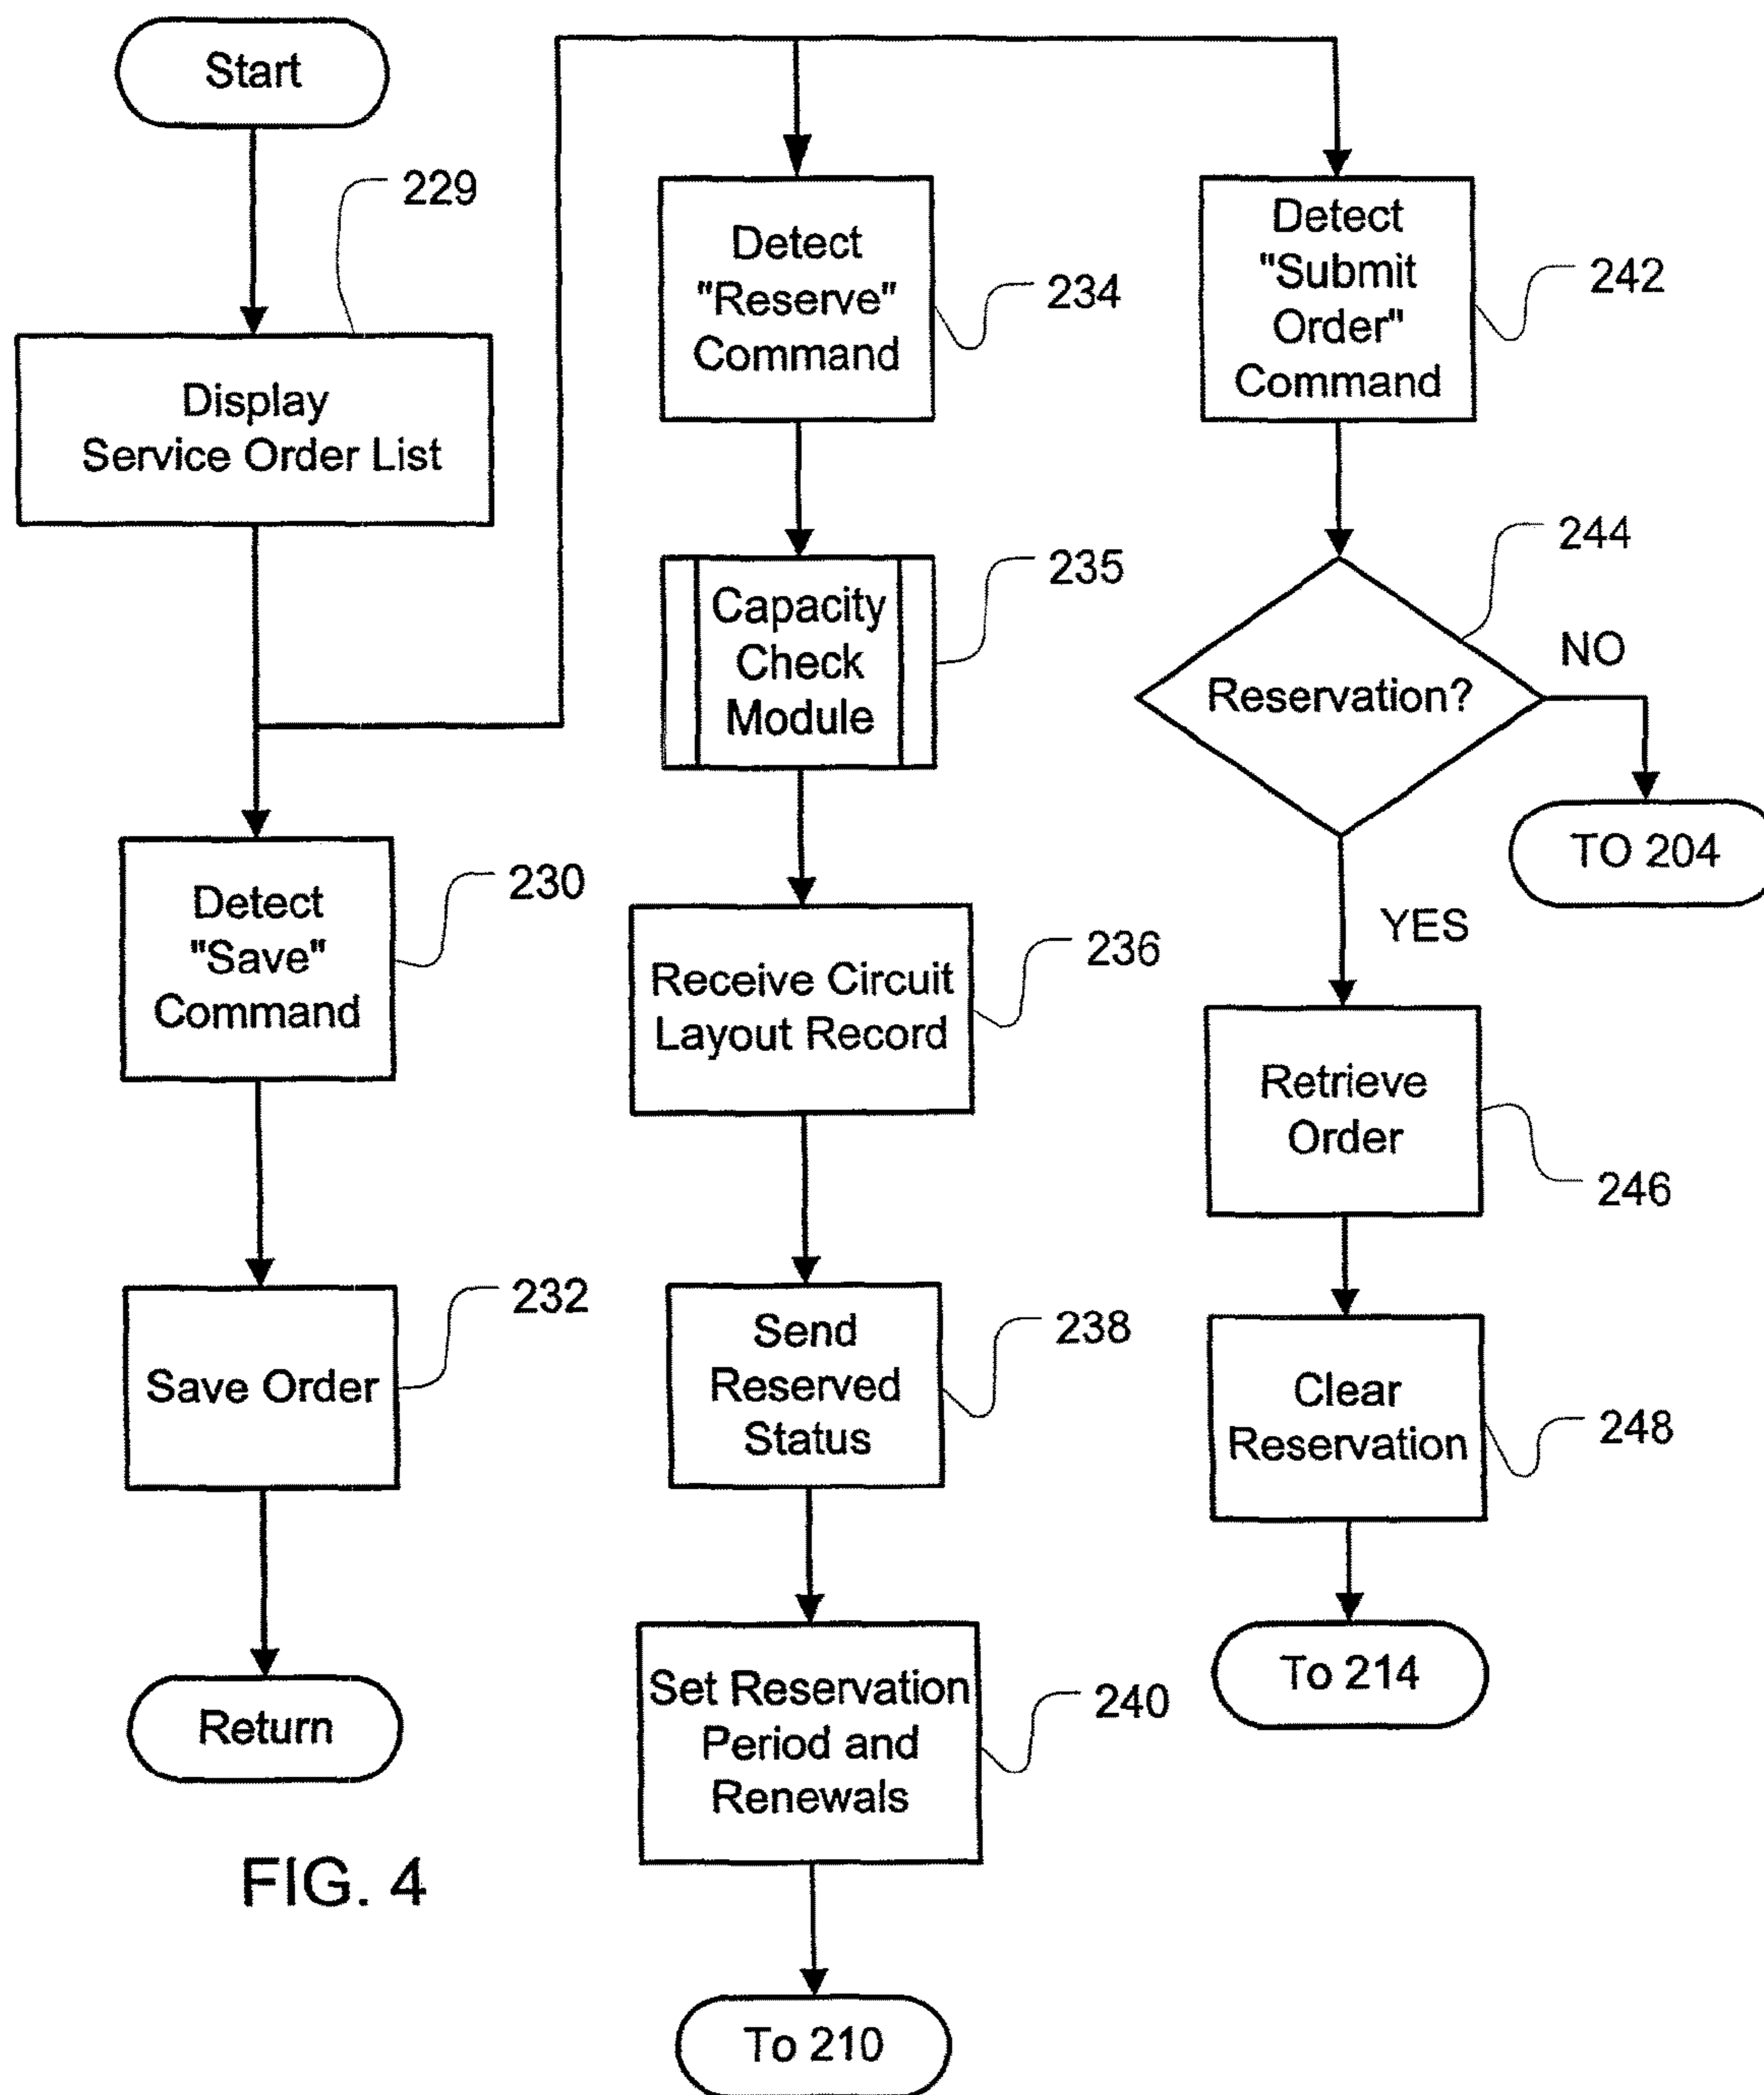 Start
229
Display
Service Order List
Detect
"Save"
Command
230
Save Order
232
Return
FIG. 4
Detect
"Reserve"
Command
234
Capacity
Check
Module
235
Receive Circuit
Layout Record
236
Send
Reserved
Status
238
Set Reservation
Period and
Renewals
240
To 210
Detect
"Submit
Order"
Command
242
244
Reservation?
NO
TO 204
YES
Retrieve
Order
246
Clear
Reservation
248
To 214